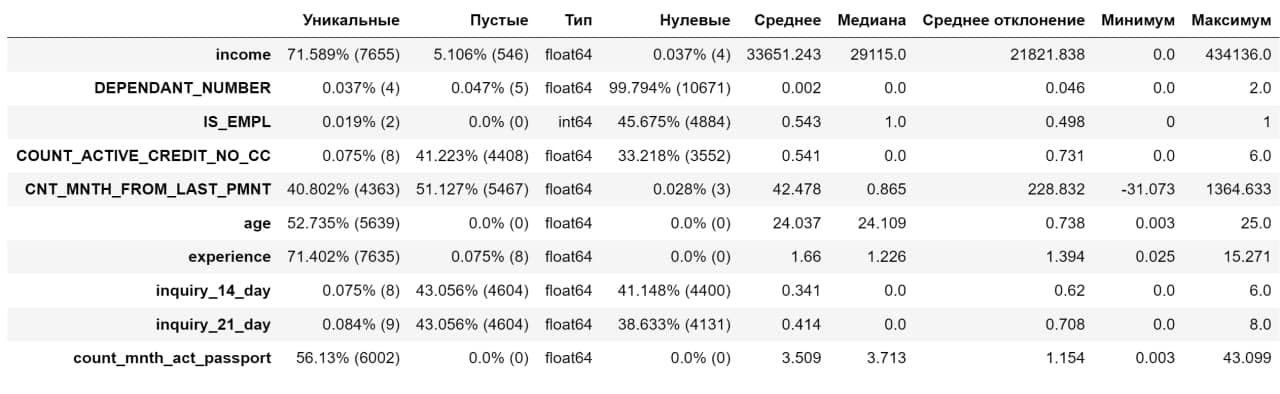 Уникальные Пустые Тип Нулевые Среднее Медиана Среднее отклонение Минимум Максимум
income 71.589% (7655) 5.106% (546) float64 0.037% (4) 33651.243 29115.0 21821.838 0.0 434136.0
DEPENDANT_NUMBER 0.037% (4) 0.047% (5) float64 99.794% (10671) 0.002 0.0 0.046 0.0 2.0
IS_EMPL 0.019% (2) 0.0% (0) int64 45.675% (4884) 0.543 1.0 0.498 0 1
COUNT_ACTIVE_CREDIT_NO_CC 0.075% (8) 41.223% (4408) float64 33.218% (3552) 0.541 0.0 0.731 0.0 6.0
CNT_MNTH_FROM_LAST_PMNT 40.802% (4363) 51.127% (5467) float64 0.028% (3) 42.478 0.865 228.832 -31.073 1364.633
age 52.735% (5639) 0.0% (0) float64 0.0% (0) 24.037 24.109 0.738 0.003 25.0
experience 71.402% (7635) 0.075% (8) float64 0.0% (0) 1.66 1.226 1.394 0.025 15.271
inquiry_14_day 0.075% (8) 43.056% (4604) float64 41.148% (4400) 0.341 0.0 0.62 0.0 6.0
inquiry_21_day 0.084% (9) 43.056% (4604) float64 38.633% (4131) 0.414 0.0 0.708 0.0 8.0
count_mnth_act_passport 56.13% (6002) 0.0% (0) float64 0.0% (0) 3.509 3.713 1.154 0.003 43.099